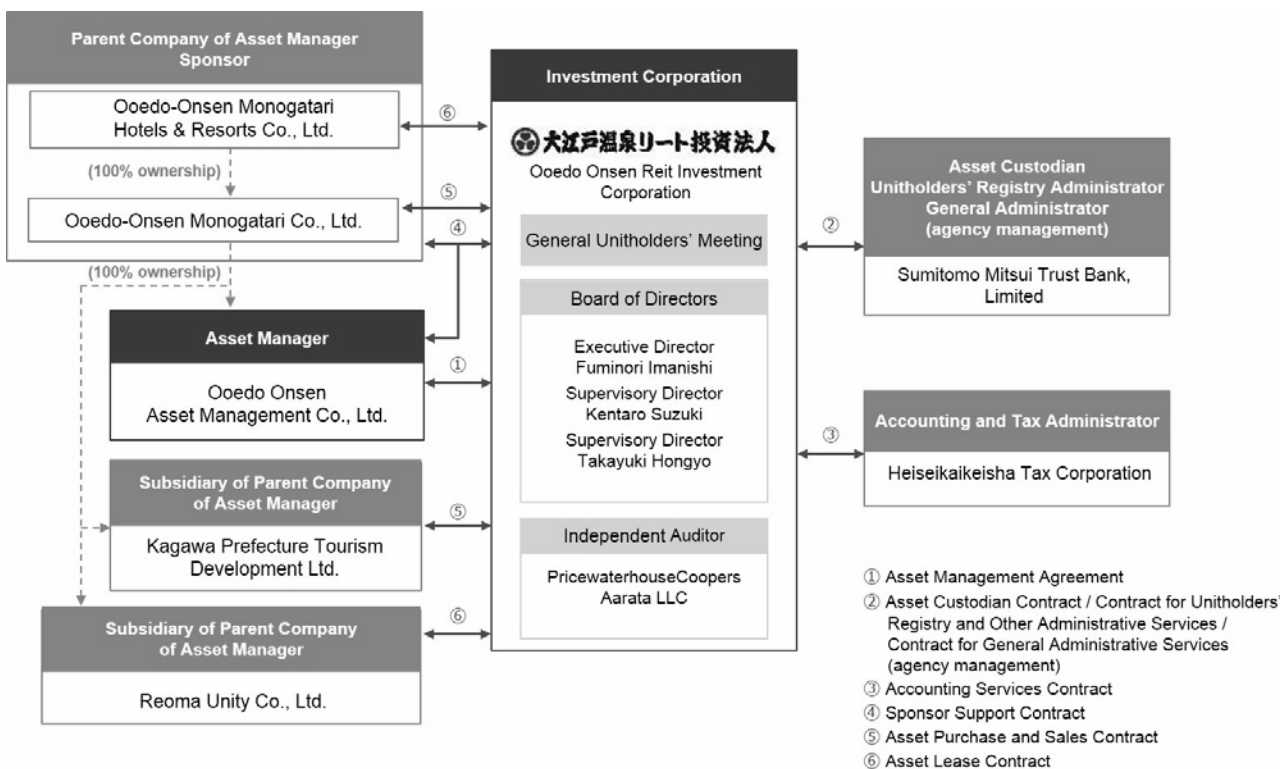 Parent Company of Asset Manager
Sponsor
Ooedo-Onsen Monogatari
Hotels & Resorts Co., Ltd.
(100% ownership)
Ooedo-Onsen Monogatari Co., Ltd.
(100% ownership)
Asset Manager
Ooedo Onsen
Asset Management Co., Ltd.
Subsidiary of Parent Company
of Asset Manager
Kagawa Prefecture Tourism
Development Ltd.
Subsidiary of Parent Company
of Asset Manager
Reoma Unity Co., Ltd.
⑥
⑤
④
①
⑤
⑥
Investment Corporation
大江戸温泉リート投資法人
Ooedo Onsen Reit Investment
Corporation
General Unitholders' Meeting
Board of Directors
Executive Director
Fuminori Imanishi
Supervisory Director
Kentaro Suzuki
Supervisory Director
Takayuki Hongyo
Independent Auditor
PricewaterhouseCoopers
Aarata LLC
②
③
Asset Custodian
Unitholders' Registry Administrator
General Administrator
(agency management)
Sumitomo Mitsui Trust Bank,
Limited
Accounting and Tax Administrator
Heiseikaikeisha Tax Corporation
① Asset Management Agreement
② Asset Custodian Contract / Contract for Unitholders'
Registry and Other Administrative Services /
Contract for General Administrative Services
(agency management)
③ Accounting Services Contract
④ Sponsor Support Contract
⑤ Asset Purchase and Sales Contract
⑥ Asset Lease Contract